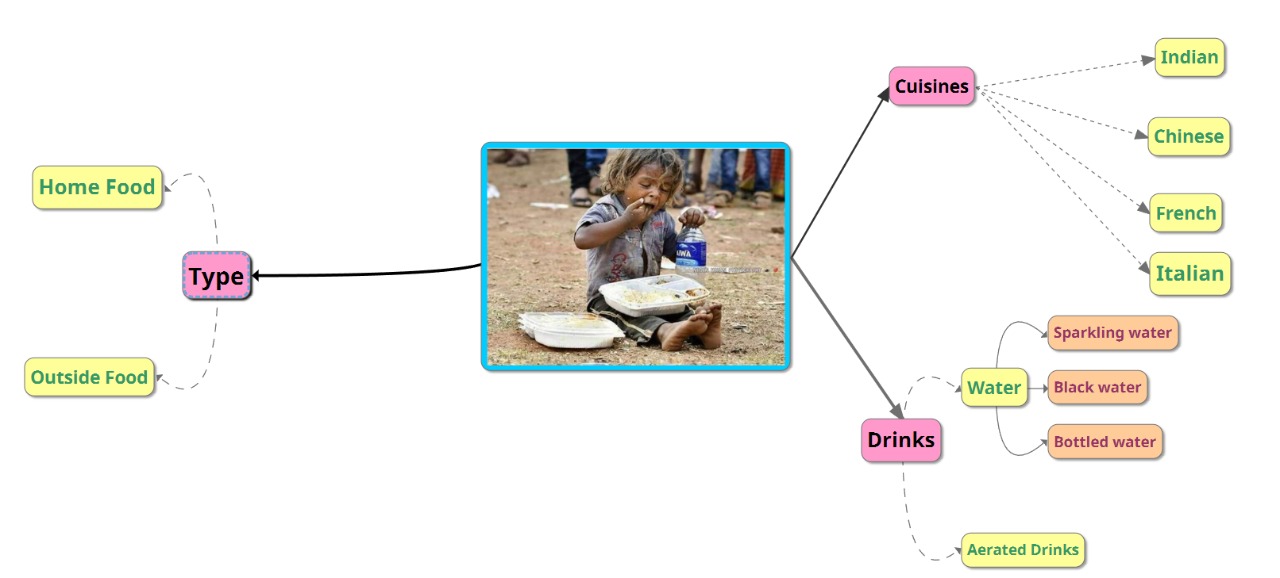 Indian
Cuisines
Chinese
Home Food
French
Type
Italian
Sparkling water
Outside Food
Water
Black water
Drinks
Bottled water
Aerated Drinks